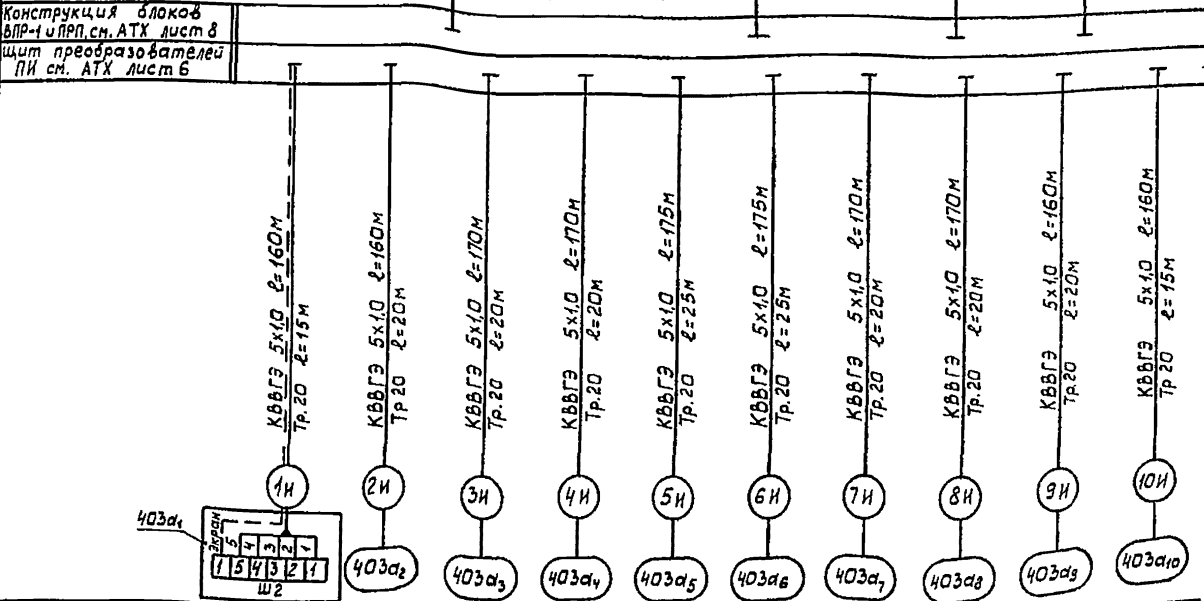 Конструкция блоков
БПР-1 и ПРП, см. АТХ лист 8
щит преобразователей
ПИ см. АТХ лист 6
КВВГЭ 5х1,0 ℓ=160м
Тр.20 ℓ=15м
КВВГЭ 5х1,0 ℓ=160м
Тр.20 ℓ=20м
КВВГЭ 5х1,0 ℓ=170м
Тр.20 ℓ=20м
КВВГЭ 5х1,0 ℓ=170м
Тр.20 ℓ=20м
КВВГЭ 5х1,0 ℓ=175м
Тр.20 ℓ=25м
КВВГЭ 5х1,0 ℓ=175м
Тр.20 ℓ=25м
КВВГЭ 5х1,0 ℓ=170м
Тр.20 ℓ=20м
КВВГЭ 5х1,0 ℓ=170м
Тр.20 ℓ=20м
КВВГЭ 5х1,0 ℓ=160м
Тр.20 ℓ=20м
КВВГЭ 5х1,0 ℓ=160м
Тр.20 ℓ=15м
1И 2И 3И 4И 5И 6И 7И 8И 9И 10И
403а₁
экран 5 4 3 2 1
1 5 4 3 2 1
Ш2
403а₂ 403а₃ 403а₄ 403а₅ 403а₆ 403а₇ 403а₈ 403а₉ 403а₁₀